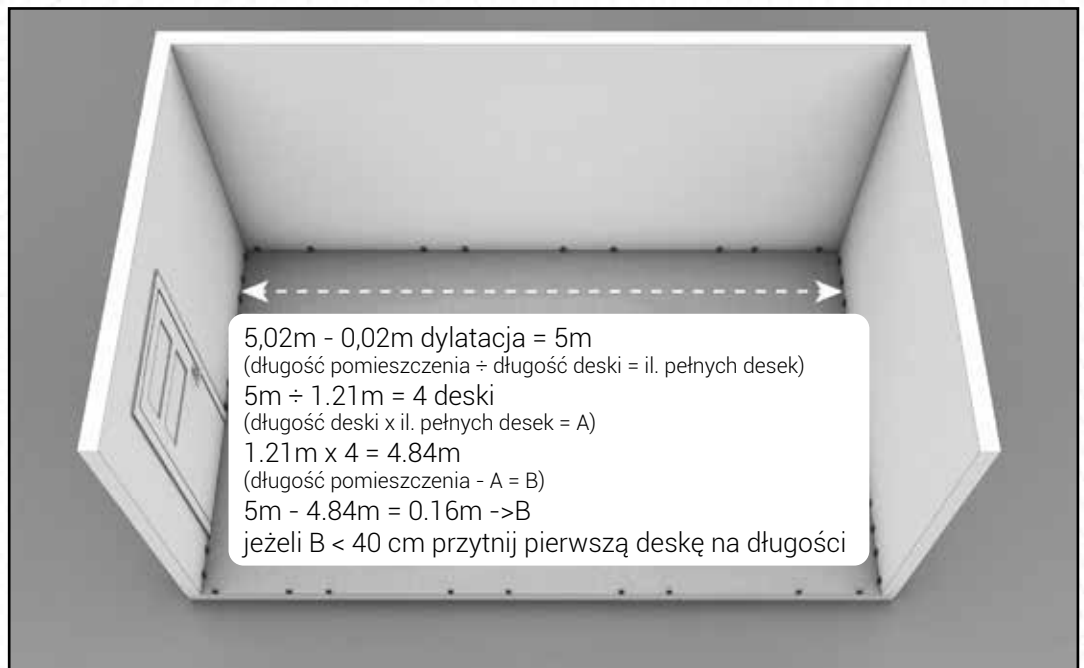 5,02m - 0,02m dylatacja = 5m
(długość pomieszczenia ÷ długość deski = il. pełnych desek)
5m ÷ 1.21m = 4 deski
(długość deski x il. pełnych desek = A)
1.21m x 4 = 4.84m
(długość pomieszczenia - A = B)
5m - 4.84m = 0.16m ->B
jeżeli B < 40 cm przytnij pierwszą deskę na długości